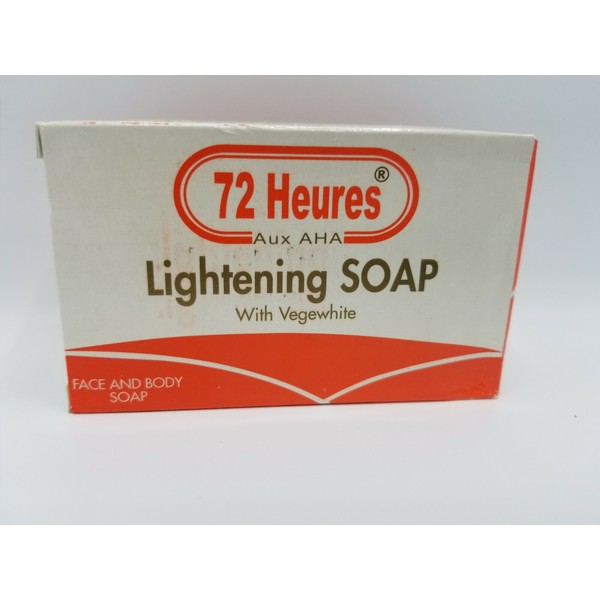 72 Heures®
Aux AHA
Lightening SOAP
With Vegewhite
FACE AND BODY
SOAP